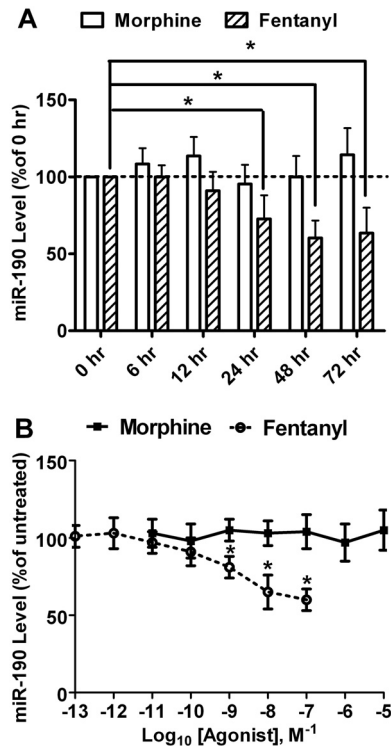 A
Morphine Fentanyl
miR-190 Level (%of 0 hr)
150
100
50
0
* 
*
*
0 hr 6 hr 12 hr 24 hr 48 hr 72 hr
B
Morphine Fentanyl
miR-190 Level (%of untreated)
150
100
50
0
* * *
-13 -12 -11 -10 -9 -8 -7 -6 -5
Log10 [Agonist], M-1